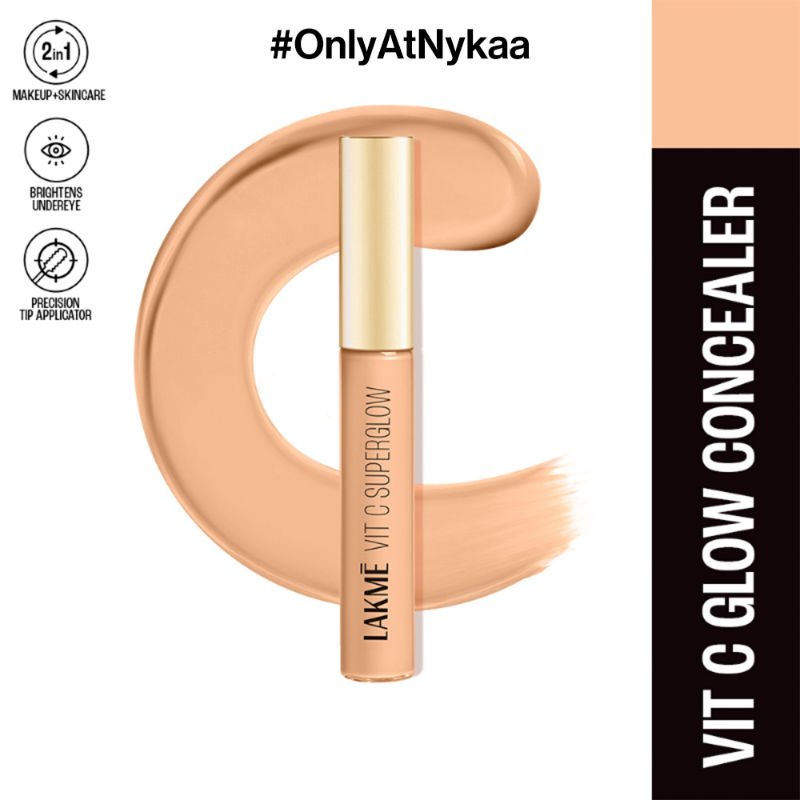 #OnlyAtNykaa
2in1
MAKEUP+SKINCARE
BRIGHTENS
UNDEREYE
PRECISION
TIP APPLICATOR
LAKMĒ VIT C SUPERGLOW
VIT C GLOW CONCEALER